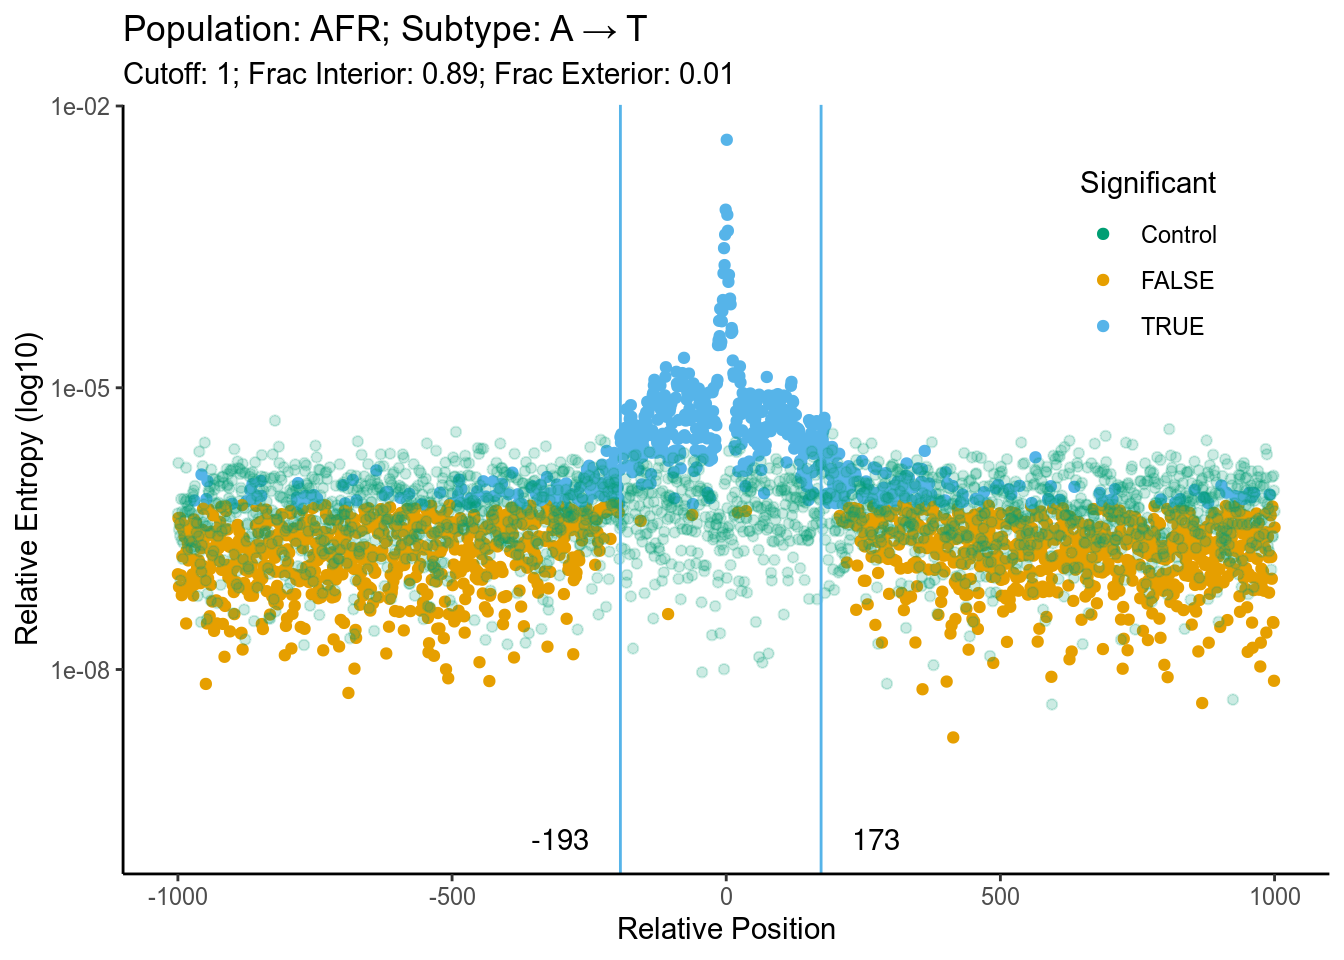 Population: AFR; Subtype: A → T
Cutoff: 1; Frac Interior: 0.89; Frac Exterior: 0.01
1e-02
1e-05
1e-08
Relative Entropy (log10)
Significant
Control
FALSE
TRUE
-193
173
-1000
-500
0
500
1000
Relative Position